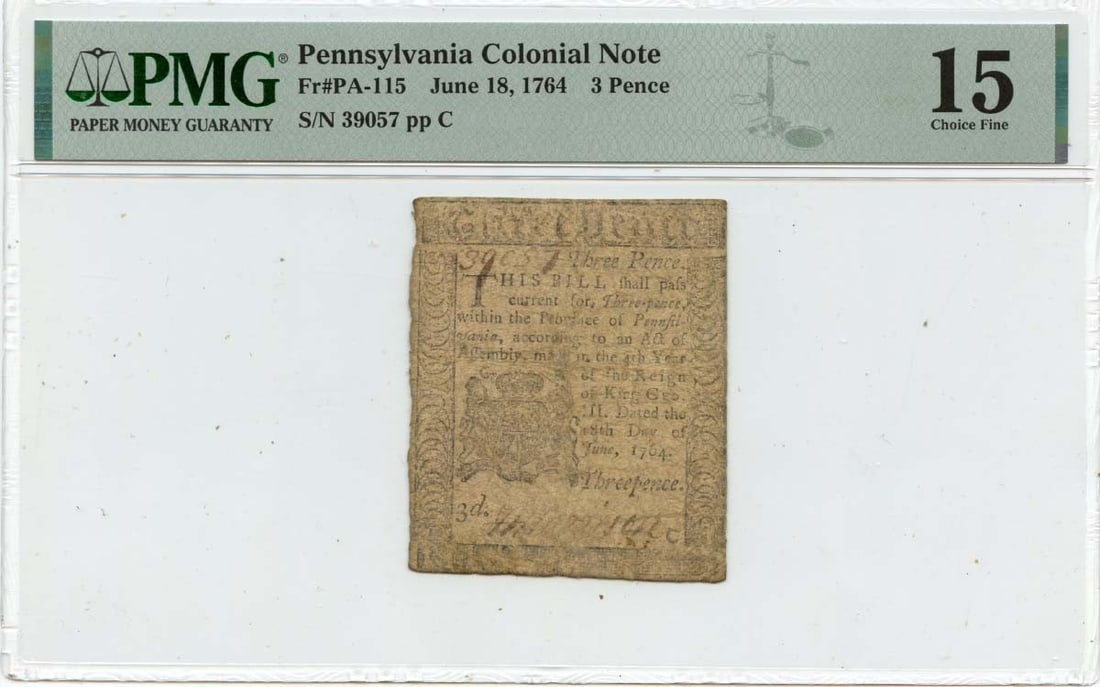 PMG®
PAPER MONEY GUARANTY
Pennsylvania Colonial Note
Fr#PA-115 June 18, 1764 3 Pence
S/N 39057 pp C
15
Choice Fine
39057 Three Pence.
THIS BILL ſhall paſs
current for, Three-pence,
within the Province of Pennſil-
vania, according to an Act of
Aſſembly, made in the 4th Year
of the Reign
of King Geo.
III. Dated the
18th Day of
June, 1764.
Threepence.
3d.
C